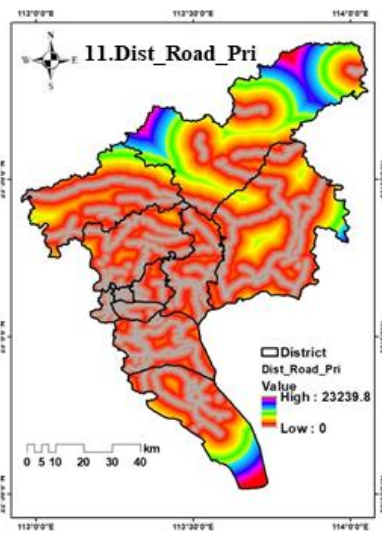 113°0'0"E 113°30'0"E 114°0'0"E
N
W E
S
11.Dist_Road_Pri
District
Dist_Road_Pri
Value
High : 23239.8
Low : 0
km
0 5 10 20 30 40
113°0'0"E 113°30'0"E 114°0'0"E